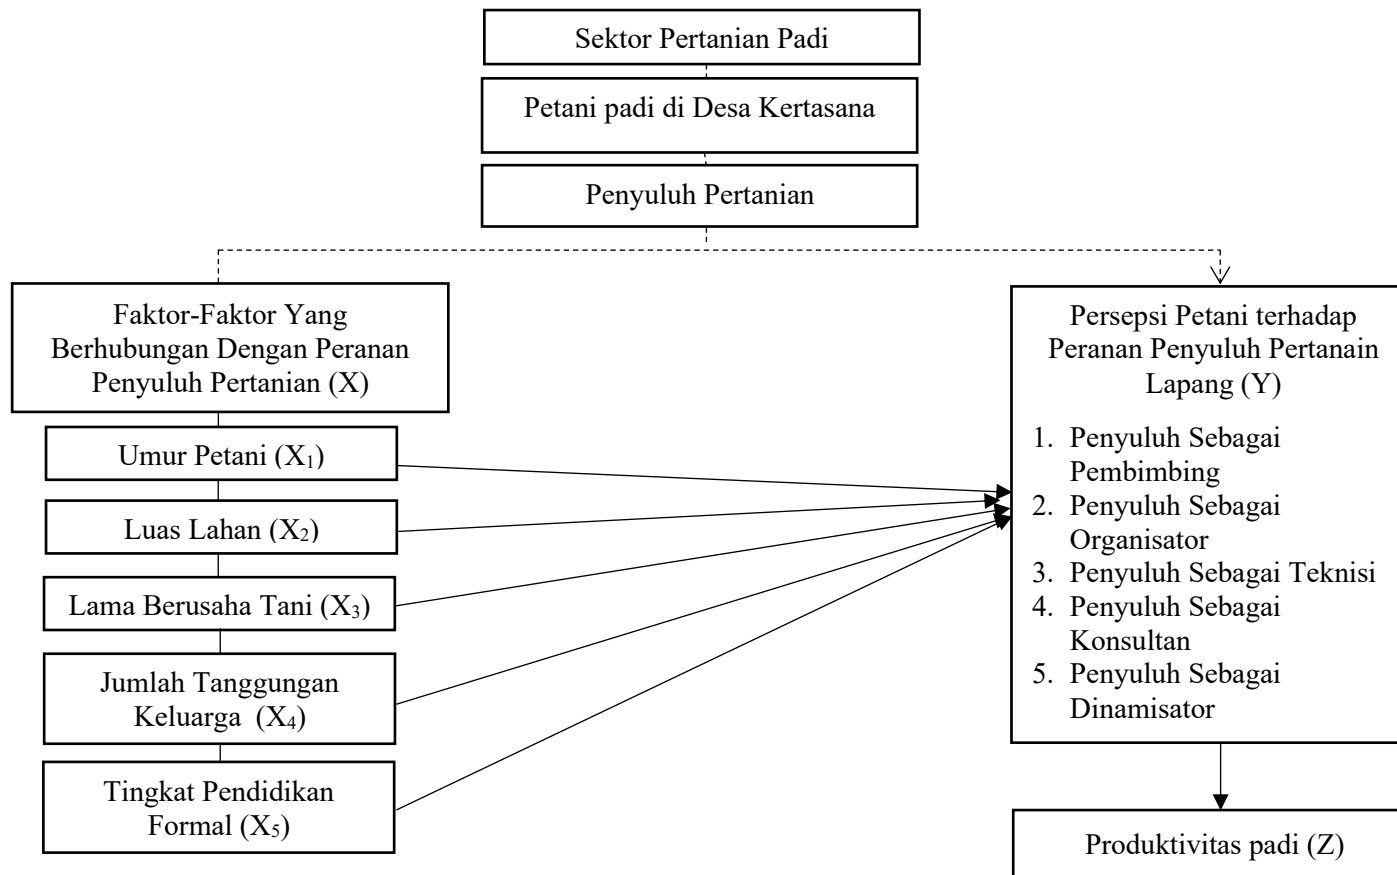 Sektor Pertanian Padi
Petani padi di Desa Kertasana
Penyuluh Pertanian
Faktor-Faktor Yang
Berhubungan Dengan Peranan
Penyuluh Pertanian (X)
Umur Petani (X₁)
Luas Lahan (X₂)
Lama Berusaha Tani (X₃)
Jumlah Tanggungan
Keluarga (X₄)
Tingkat Pendidikan
Formal (X₅)
Persepsi Petani terhadap
Peranan Penyuluh Pertanain
Lapang (Y)
1. Penyuluh Sebagai
Pembimbing
2. Penyuluh Sebagai
Organisator
3. Penyuluh Sebagai Teknisi
4. Penyuluh Sebagai
Konsultan
5. Penyuluh Sebagai
Dinamisator
Produktivitas padi (Z)